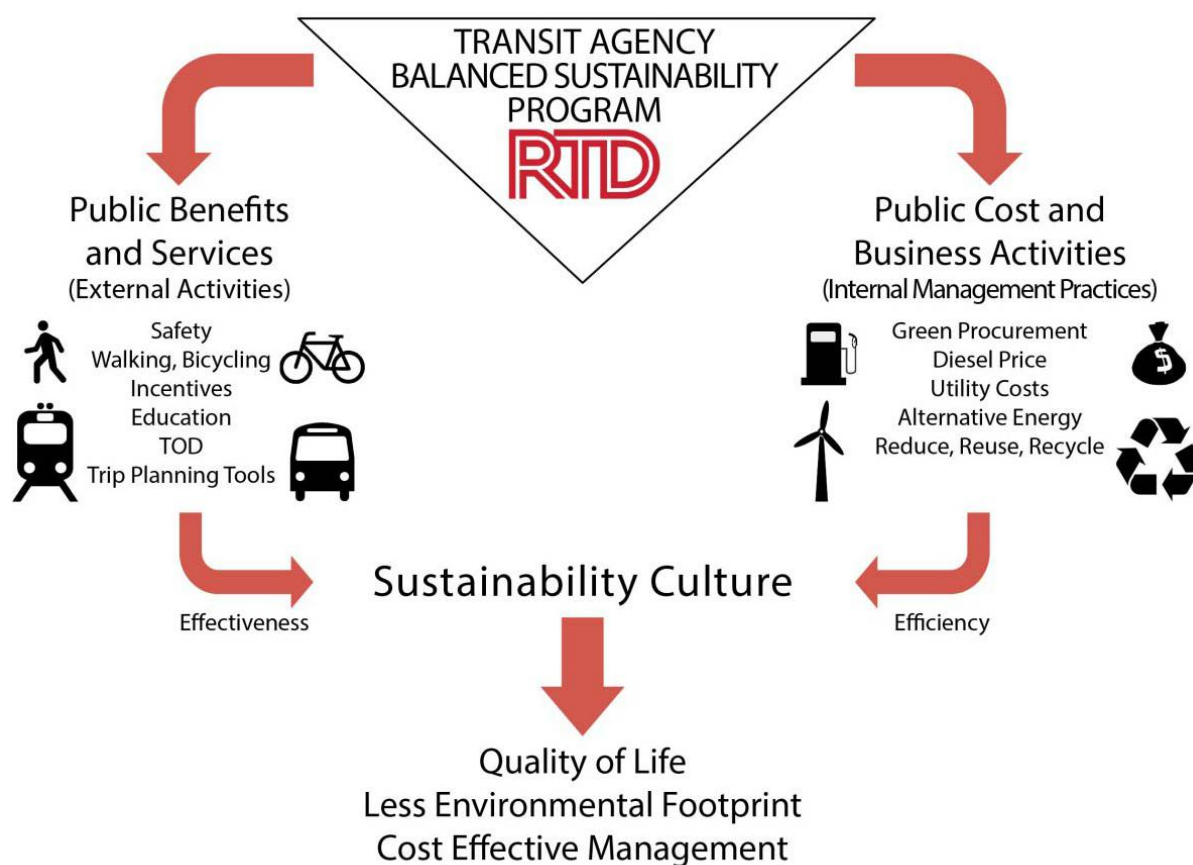 TRANSIT AGENCY
BALANCED SUSTAINABILITY
PROGRAM
RTD
Public Benefits
and Services
(External Activities)
Safety
Walking, Bicycling
Incentives
Education
TOD
Trip Planning Tools
Public Cost and
Business Activities
(Internal Management Practices)
Green Procurement
Diesel Price
Utility Costs
Alternative Energy
Reduce, Reuse, Recycle
$
Sustainability Culture
Effectiveness
Efficiency
Quality of Life
Less Environmental Footprint
Cost Effective Management